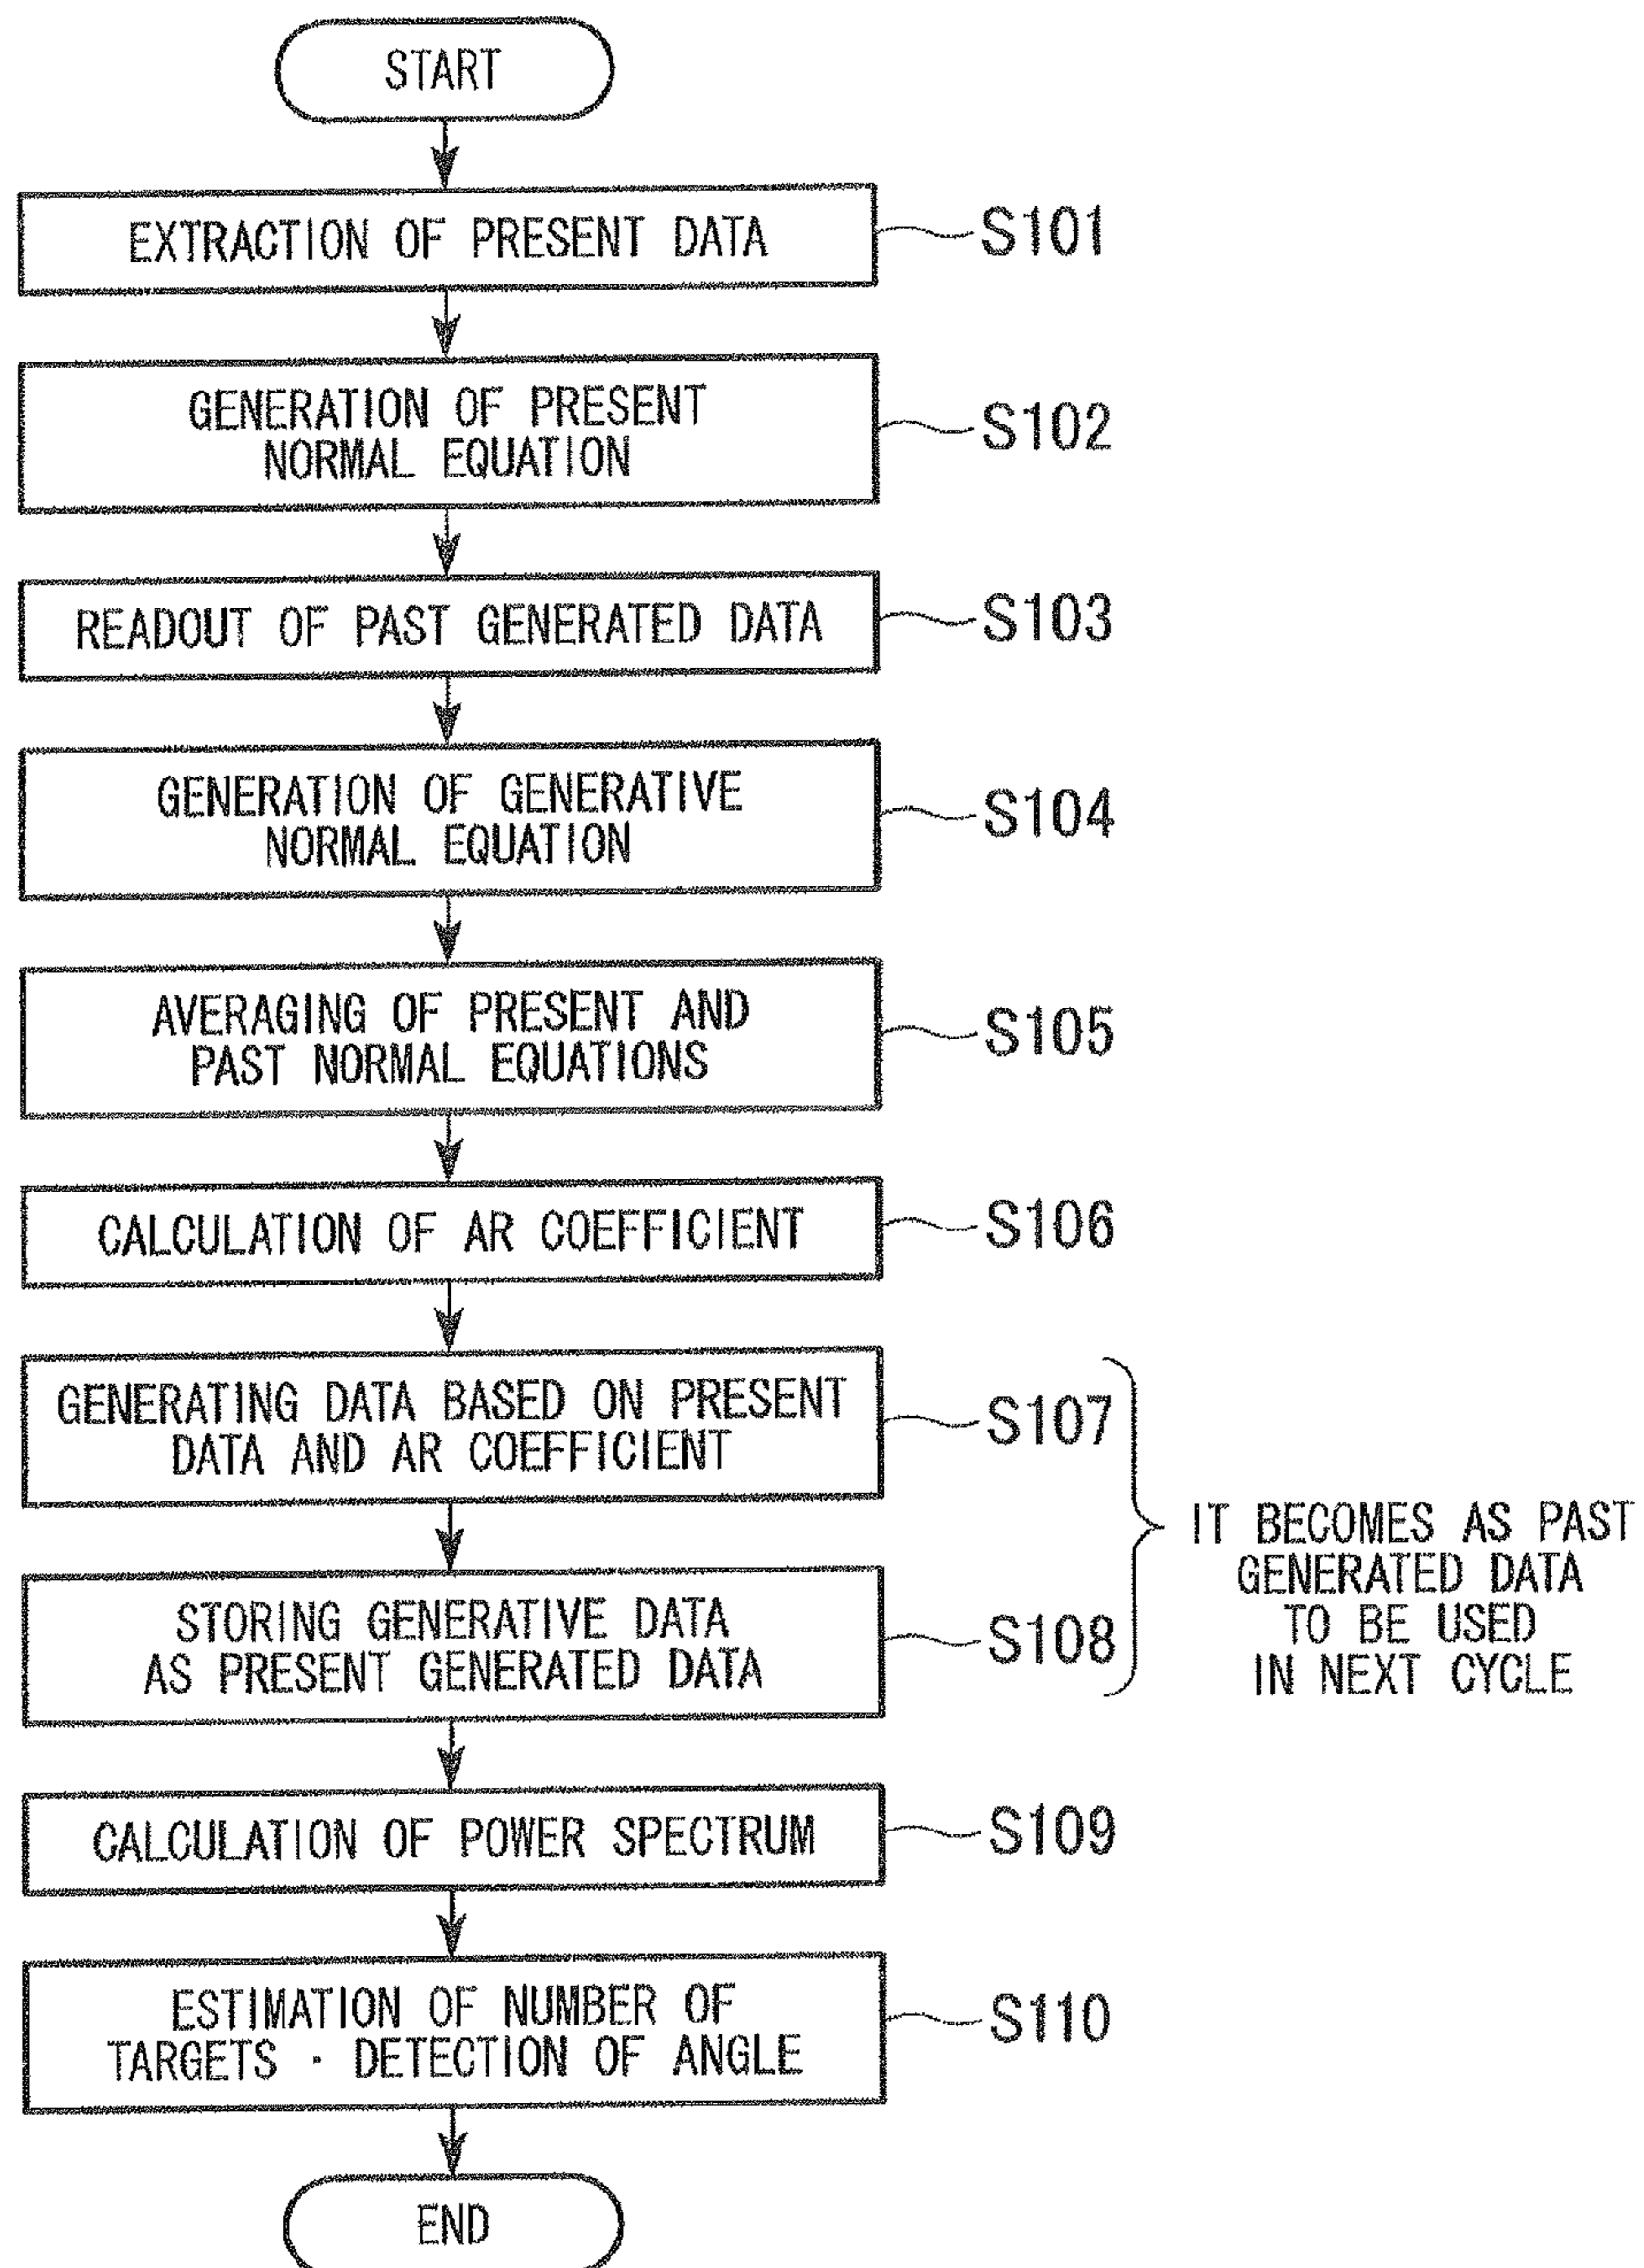 START
EXTRACTION OF PRESENT DATA
S101
GENERATION OF PRESENT
NORMAL EQUATION
S102
READOUT OF PAST GENERATED DATA
S103
GENERATION OF GENERATIVE
NORMAL EQUATION
S104
AVERAGING OF PRESENT AND
PAST NORMAL EQUATIONS
S105
CALCULATION OF AR COEFFICIENT
S106
GENERATING DATA BASED ON PRESENT
DATA AND AR COEFFICIENT
S107
STORING GENERATIVE DATA
AS PRESENT GENERATED DATA
S108
IT BECOMES AS PAST
GENERATED DATA
TO BE USED
IN NEXT CYCLE
CALCULATION OF POWER SPECTRUM
S109
ESTIMATION OF NUMBER OF
TARGETS · DETECTION OF ANGLE
S110
END